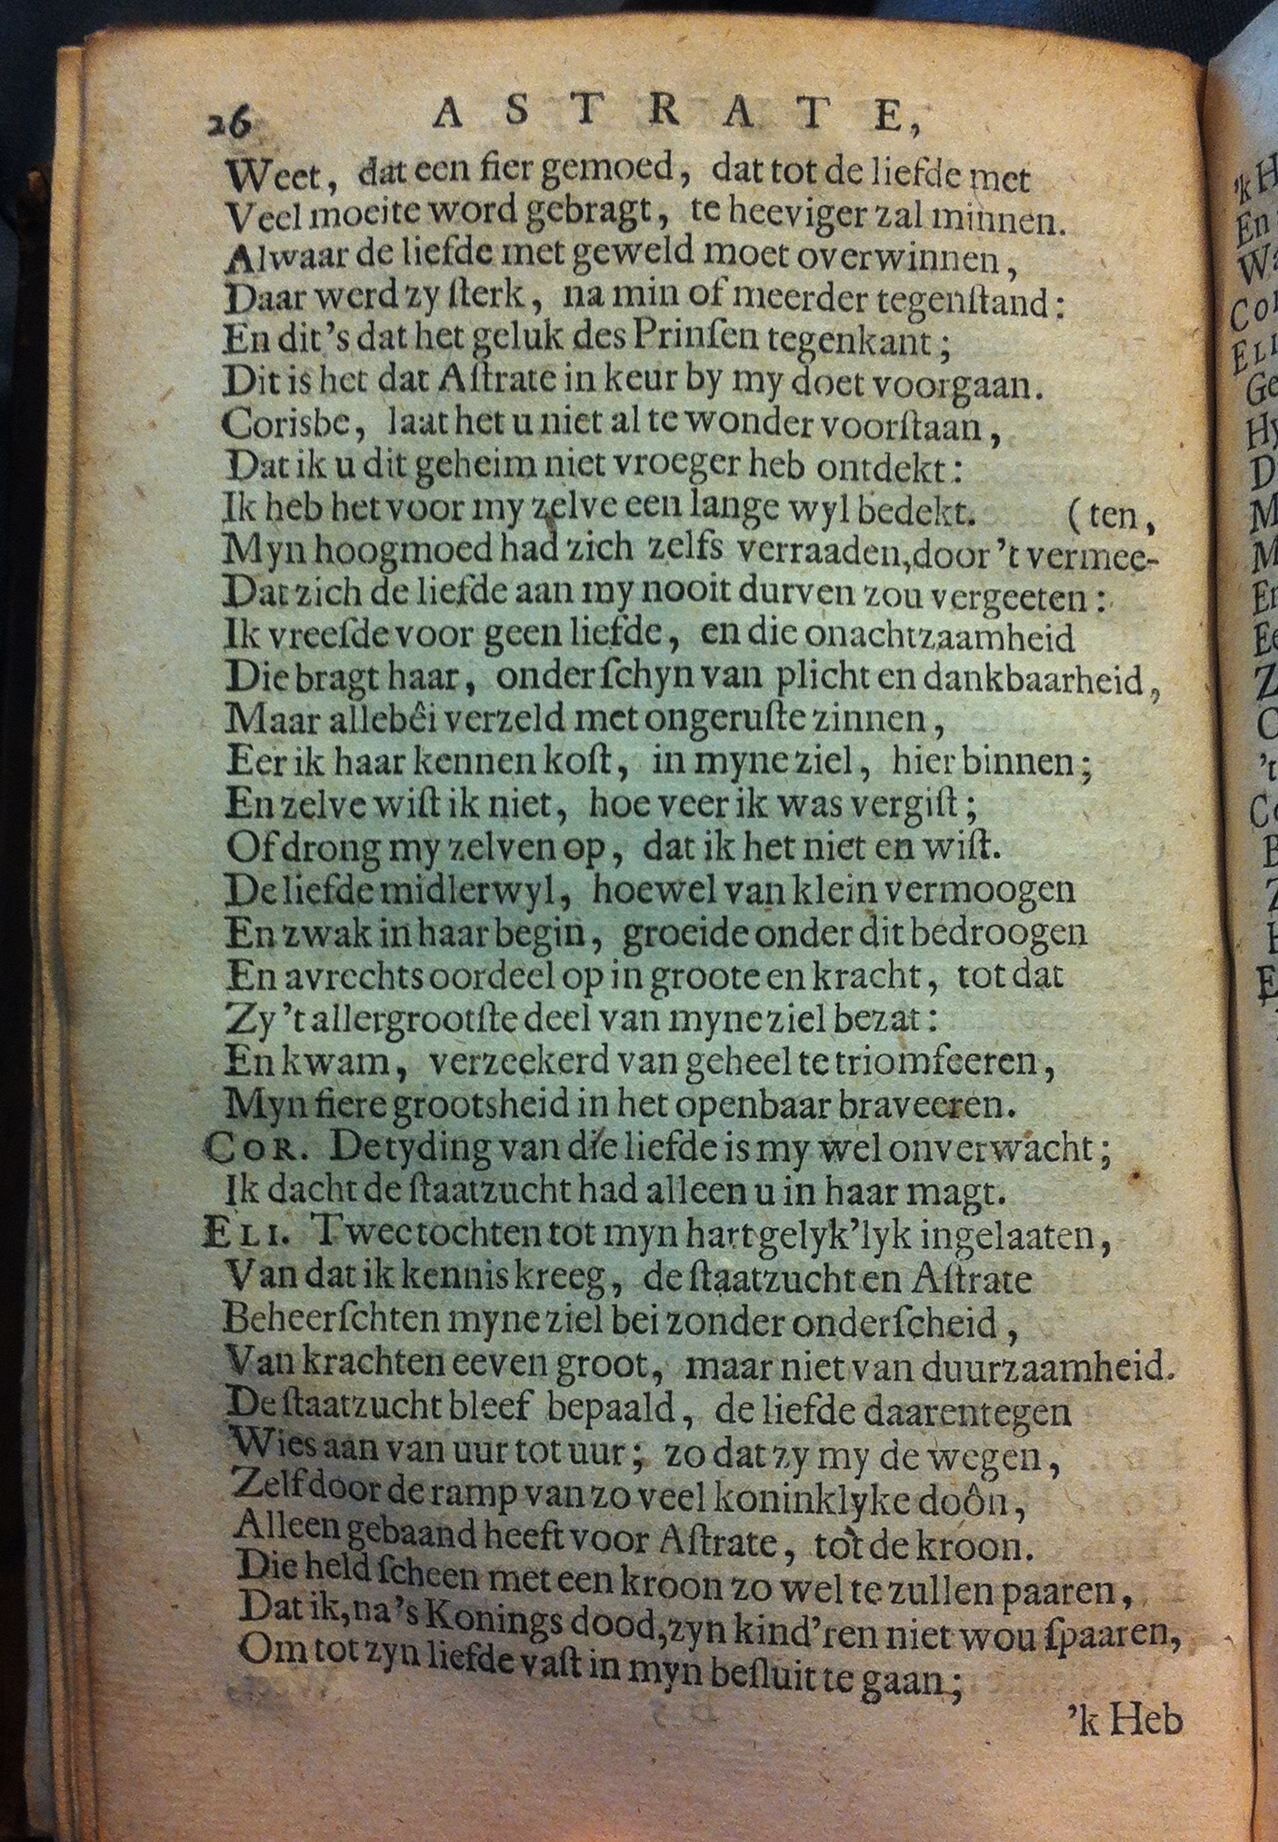 26 ASTRATE,
Weet, dat een fier gemoed, dat tot de liefde met
Veel moeite word gebragt, te heeviger zal minnen.
Alwaar de liefde met geweld moet overwinnen,
Daar werd zy ſterk, na min of meerder tegenſtand:
En dit's dat het geluk des Prinſen tegenkant;
Dit is het dat Aſtrate in keur by my doet voorgaan.
Corisbe, laat het u niet al te wonder voorſtaan,
Dat ik u dit geheim niet vroeger heb ontdekt:
Ik heb het voor my zelve een lange wyl bedekt. (ten,
Myn hoogmoed had zich zelfs verraaden, door 't vermee-
Dat zich de liefde aan my nooit durven zou vergeeten:
Ik vreeſde voor geen liefde, en die onachtzaamheid
Die bragt haar, onder ſchyn van plicht en dankbaarheid,
Maar allebêi verzeld met ongeruſte zinnen,
Eer ik haar kennen koſt, in myne ziel, hier binnen;
En zelve wiſt ik niet, hoe veer ik was vergiſt;
Of drong my zelven op, dat ik het niet en wiſt.
De liefde midlerwyl, hoewel van klein vermoogen
En zwak in haar begin, groeide onder dit bedroogen
En avrechts oordeel op in groote en kracht, tot dat
Zy 't allergrootſte deel van myne ziel bezat:
En kwam, verzeekerd van geheel te triomfeeren,
Myn fiere grootsheid in het openbaar braveeren.
COR. De tyding van die liefde is my wel onverwacht;
Ik dacht de ſtaatzucht had alleen u in haar magt.
ELI. Twee tochten tot myn hart gelyk'lyk ingelaaten,
Van dat ik kennis kreeg, de ſtaatzucht en Aſtrate
Beheerſchten myne ziel bei zonder onderſcheid,
Van krachten eeven groot, maar niet van duurzaamheid.
De ſtaatzucht bleef bepaald, de liefde daarentegen
Wies aan van uur tot uur; zo dat zy my de wegen,
Zelf door de ramp van zo veel koninklyke doôn,
Alleen gebaand heeft voor Aſtrate, tot de kroon.
Die held ſcheen met een kroon zo wel te zullen paaren,
Dat ik, na 's Konings dood, zyn kind'ren niet wou ſpaaren,
Om tot zyn liefde vaſt in myn beſluit te gaan;
'k Heb